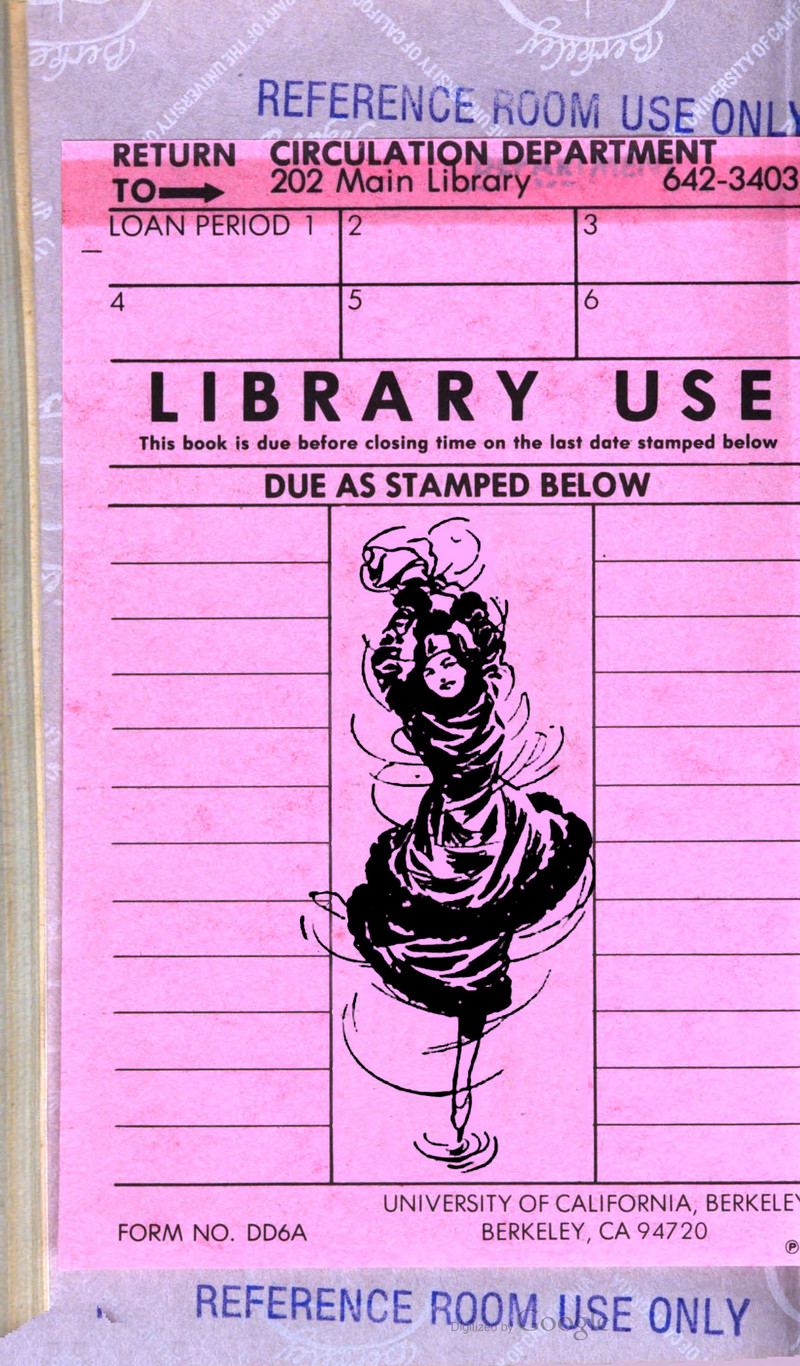 REFERENCE ROOM USE ONLY
RETURN CIRCULATION DEPARTMENT
TO 202 Main Library 642-3403
LOAN PERIOD 1 2 3
4 5 6
LIBRARY USE
This book is due before closing time on the last date stamped below
DUE AS STAMPED BELOW
UNIVERSITY OF CALIFORNIA, BERKELEY
FORM NO. DD6A BERKELEY, CA 94720
℗
REFERENCE ROOM USE ONLY
Digitized by Google